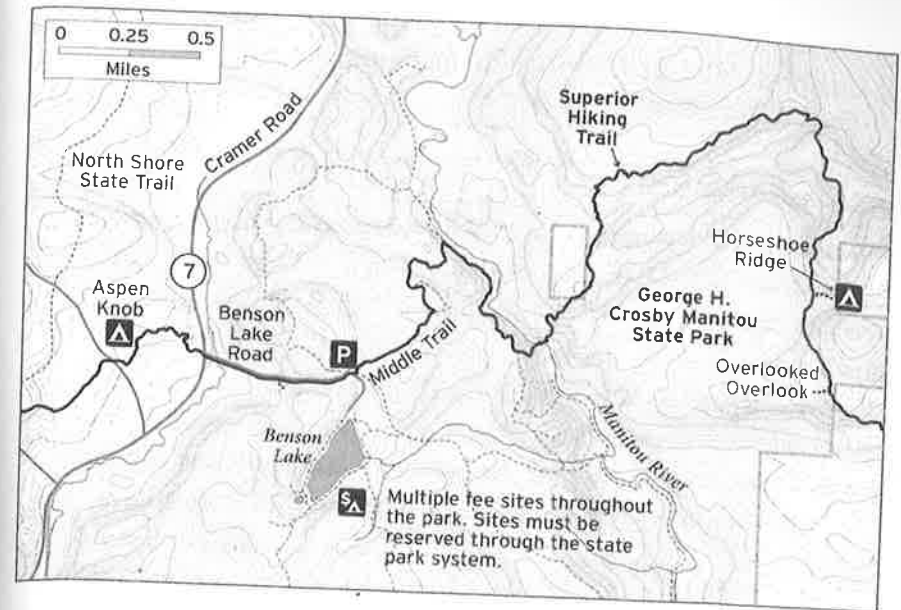 0 0.25 0.5
Miles
Cramer Road
North Shore
State Trail
Superior
Hiking
Trail
7
Aspen
Knob
Benson
Lake
Road
P
Middle Trail
Horseshoe
Ridge
George H.
Crosby Manitou
State Park
Overlooked
Overlook
Manitou River
Benson
Lake
S
Multiple fee sites throughout
the park. Sites must be
reserved through the state
park system.